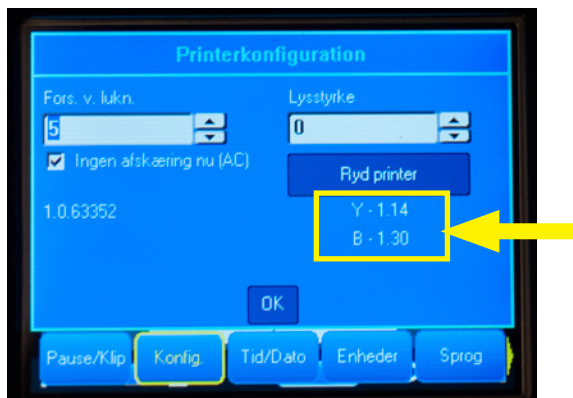 Printerkonfiguration
Fors. v. lukn.
Lysstyrke
5
0
Ingen afskæring nu (AC)
Ryd printer
1.0.63352
Y - 1.14
B - 1.30
OK
Pause/Klip Konfig. Tid/Dato Enheder Sprog